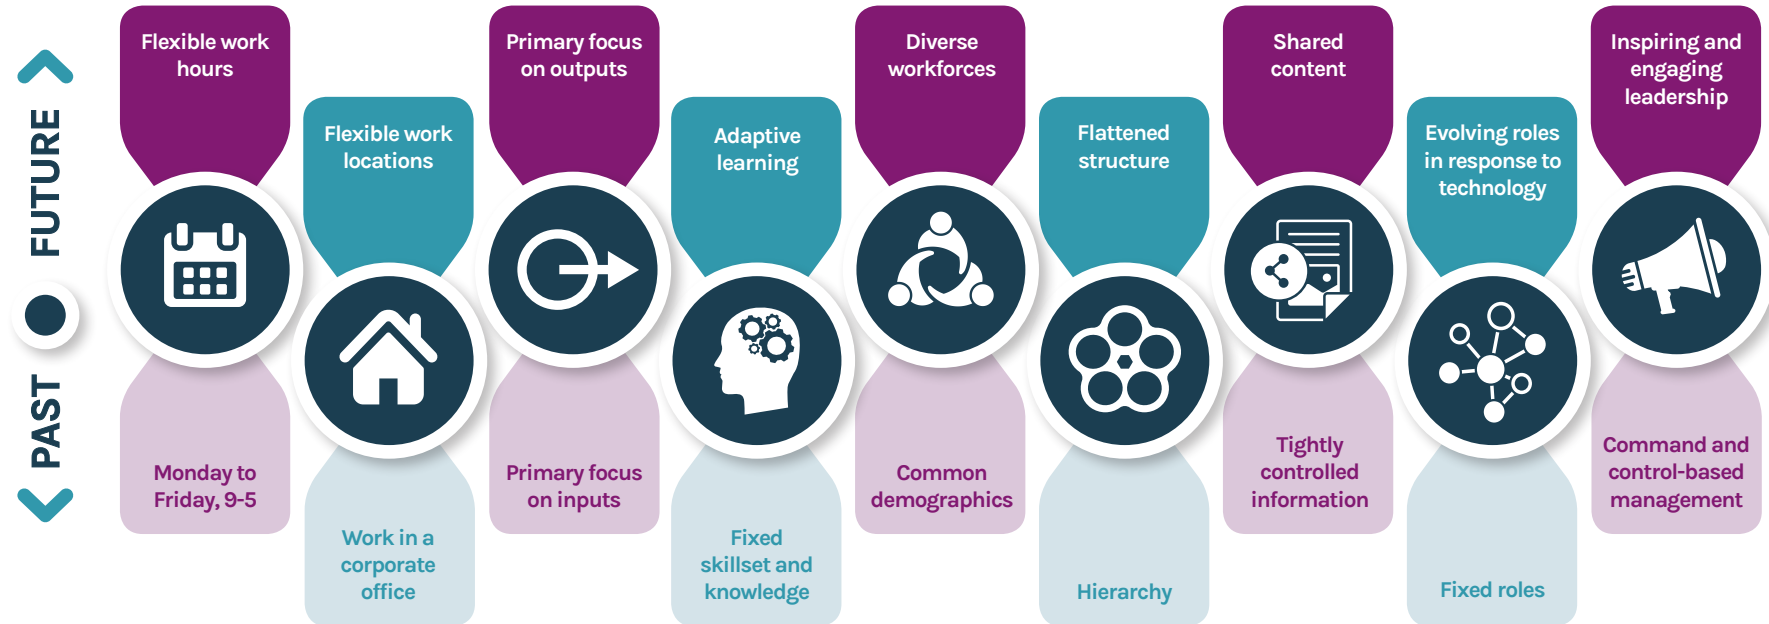 FUTURE
PAST
Flexible work
hours
Monday to
Friday, 9-5
Flexible work
locations
Work in a
corporate
office
Primary focus
on outputs
Primary focus
on inputs
Adaptive
learning
Fixed
skillset and
knowledge
Diverse
workforces
Common
demographics
Flattened
structure
Hierarchy
Shared
content
Tightly
controlled
information
Evolving roles
in response to
technology
Fixed roles
Inspiring and
engaging
leadership
Command and
control-based
management